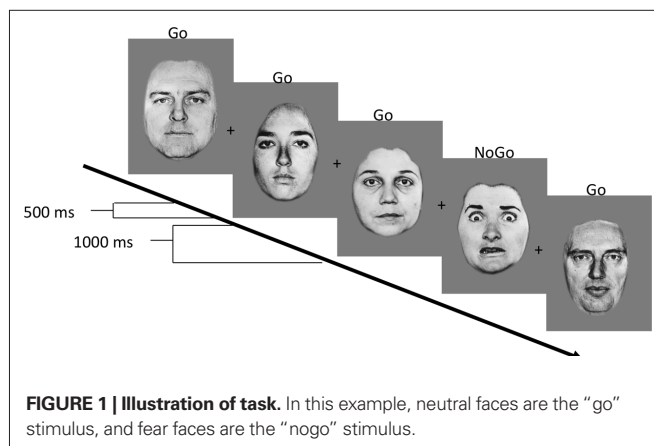 Go
Go
Go
NoGo
Go
+
+
+
+
500 ms
1000 ms
FIGURE 1 | Illustration of task. In this example, neutral faces are the “go”
stimulus, and fear faces are the “nogo” stimulus.